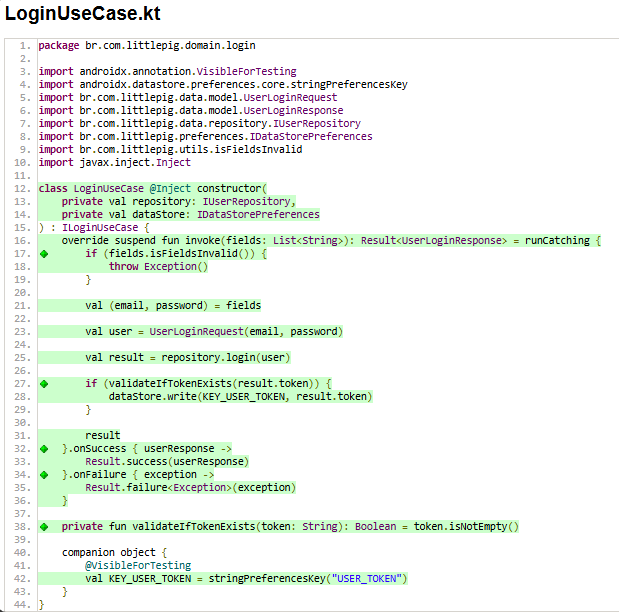 LoginUseCase.kt
1. package br.com.littlepig.domain.login
2.
3. import androidx.annotation.VisibleForTesting
4. import androidx.datastore.preferences.core.stringPreferencesKey
5. import br.com.littlepig.data.model.UserLoginRequest
6. import br.com.littlepig.data.model.UserLoginResponse
7. import br.com.littlepig.data.repository.IUserRepository
8. import br.com.littlepig.preferences.IDataStorePreferences
9. import br.com.littlepig.utils.isFieldsInvalid
10. import javax.inject.Inject
11.
12. class LoginUseCase @Inject constructor(
13.     private val repository: IUserRepository,
14.     private val dataStore: IDataStorePreferences
15. ) : ILoginUseCase {
16.     override suspend fun invoke(fields: List<String>): Result<UserLoginResponse> = runCatching {
17.         if (fields.isFieldsInvalid()) {
18.             throw Exception()
19.         }
20.
21.         val (email, password) = fields
22.
23.         val user = UserLoginRequest(email, password)
24.
25.         val result = repository.login(user)
26.
27.         if (validateIfTokenExists(result.token)) {
28.             dataStore.write(KEY_USER_TOKEN, result.token)
29.         }
30.
31.         result
32.     }.onSuccess { userResponse ->
33.         Result.success(userResponse)
34.     }.onFailure { exception ->
35.         Result.failure<Exception>(exception)
36.     }
37.
38.     private fun validateIfTokenExists(token: String): Boolean = token.isNotEmpty()
39.
40.     companion object {
41.         @VisibleForTesting
42.         val KEY_USER_TOKEN = stringPreferencesKey("USER_TOKEN")
43.     }
44. }